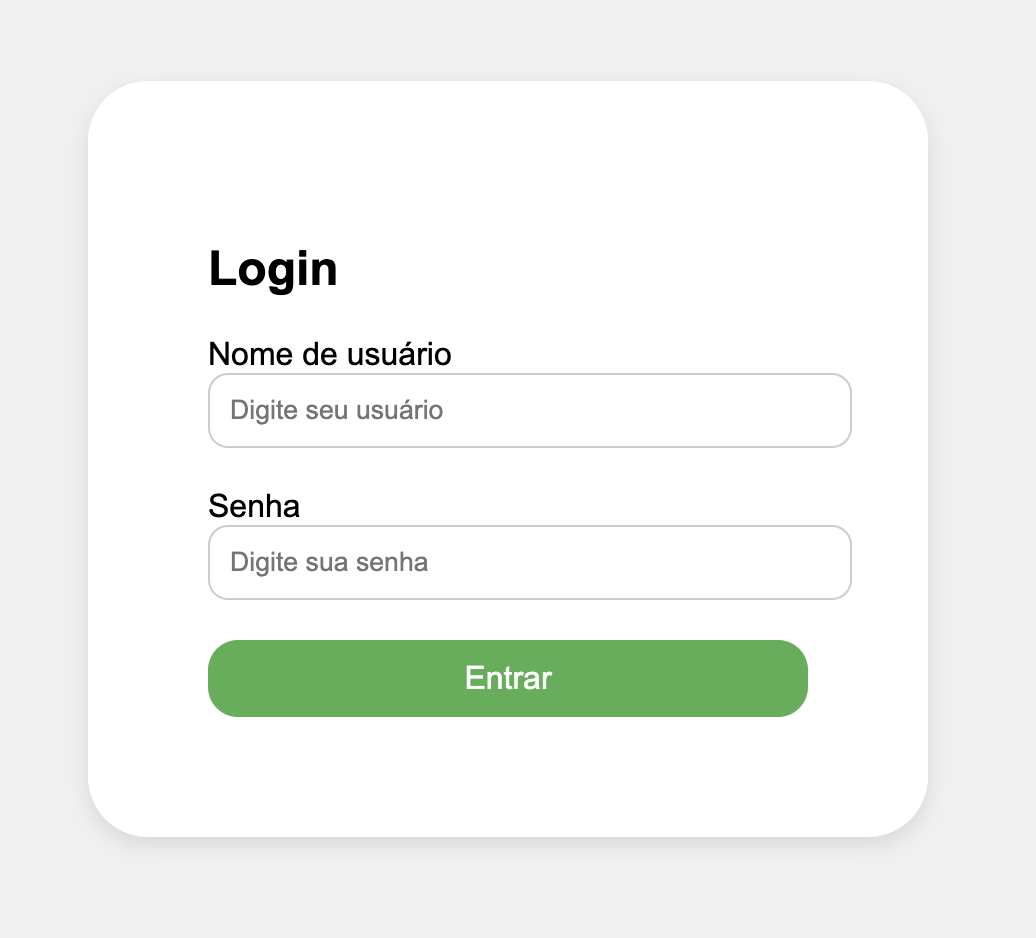 Login
Nome de usuário
Digite seu usuário
Senha
Digite sua senha
Entrar